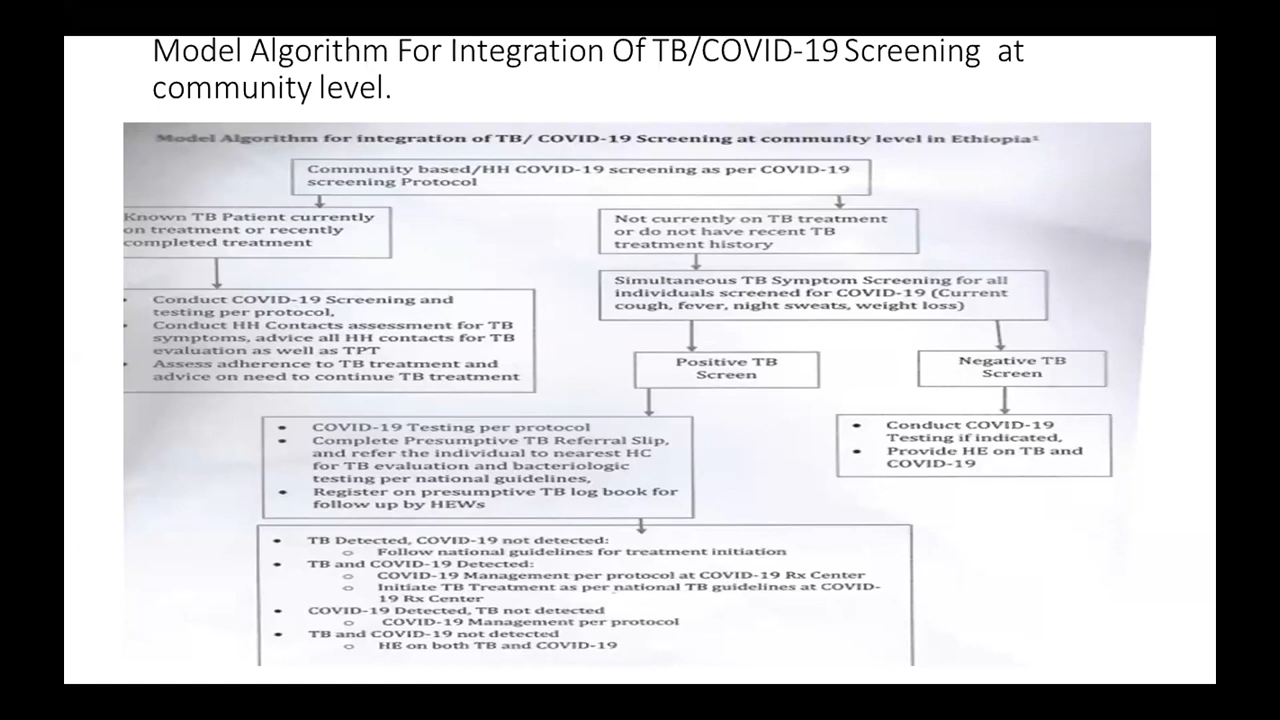 Model Algorithm For Integration Of TB/COVID-19 Screening at
community level.
Model Algorithm for integration of TB/ COVID-19 Screening at community level in Ethiopia¹
Community based/HH COVID-19 screening as per COVID-19
screening Protocol
Known TB Patient currently
on treatment or recently
completed treatment
Not currently on TB treatment
or do not have recent TB
treatment history
Simultaneous TB Symptom Screening for all
individuals screened for COVID-19 (Current
cough, fever, night sweats, weight loss)
• Conduct COVID-19 Screening and
testing per protocol,
• Conduct HH Contacts assessment for TB
symptoms, advice all HH contacts for TB
evaluation as well as TPT
• Assess adherence to TB treatment and
advice on need to continue TB treatment
Positive TB
Screen
Negative TB
Screen
• COVID-19 Testing per protocol
• Complete Presumptive TB Referral Slip,
and refer the individual to nearest HC
for TB evaluation and bacteriologic
testing per national guidelines,
• Register on presumptive TB log book for
follow up by HEWs
• Conduct COVID-19
Testing if indicated,
• Provide HE on TB and
COVID-19
• TB Detected, COVID-19 not detected:
o Follow national guidelines for treatment initiation
• TB and COVID-19 Detected:
o COVID-19 Management per protocol at COVID-19 Rx Center
o Initiate TB Treatment as per national TB guidelines at COVID-
19 Rx Center
• COVID-19 Detected, TB not detected
o COVID-19 Management per protocol
• TB and COVID-19 not detected
o HE on both TB and COVID-19